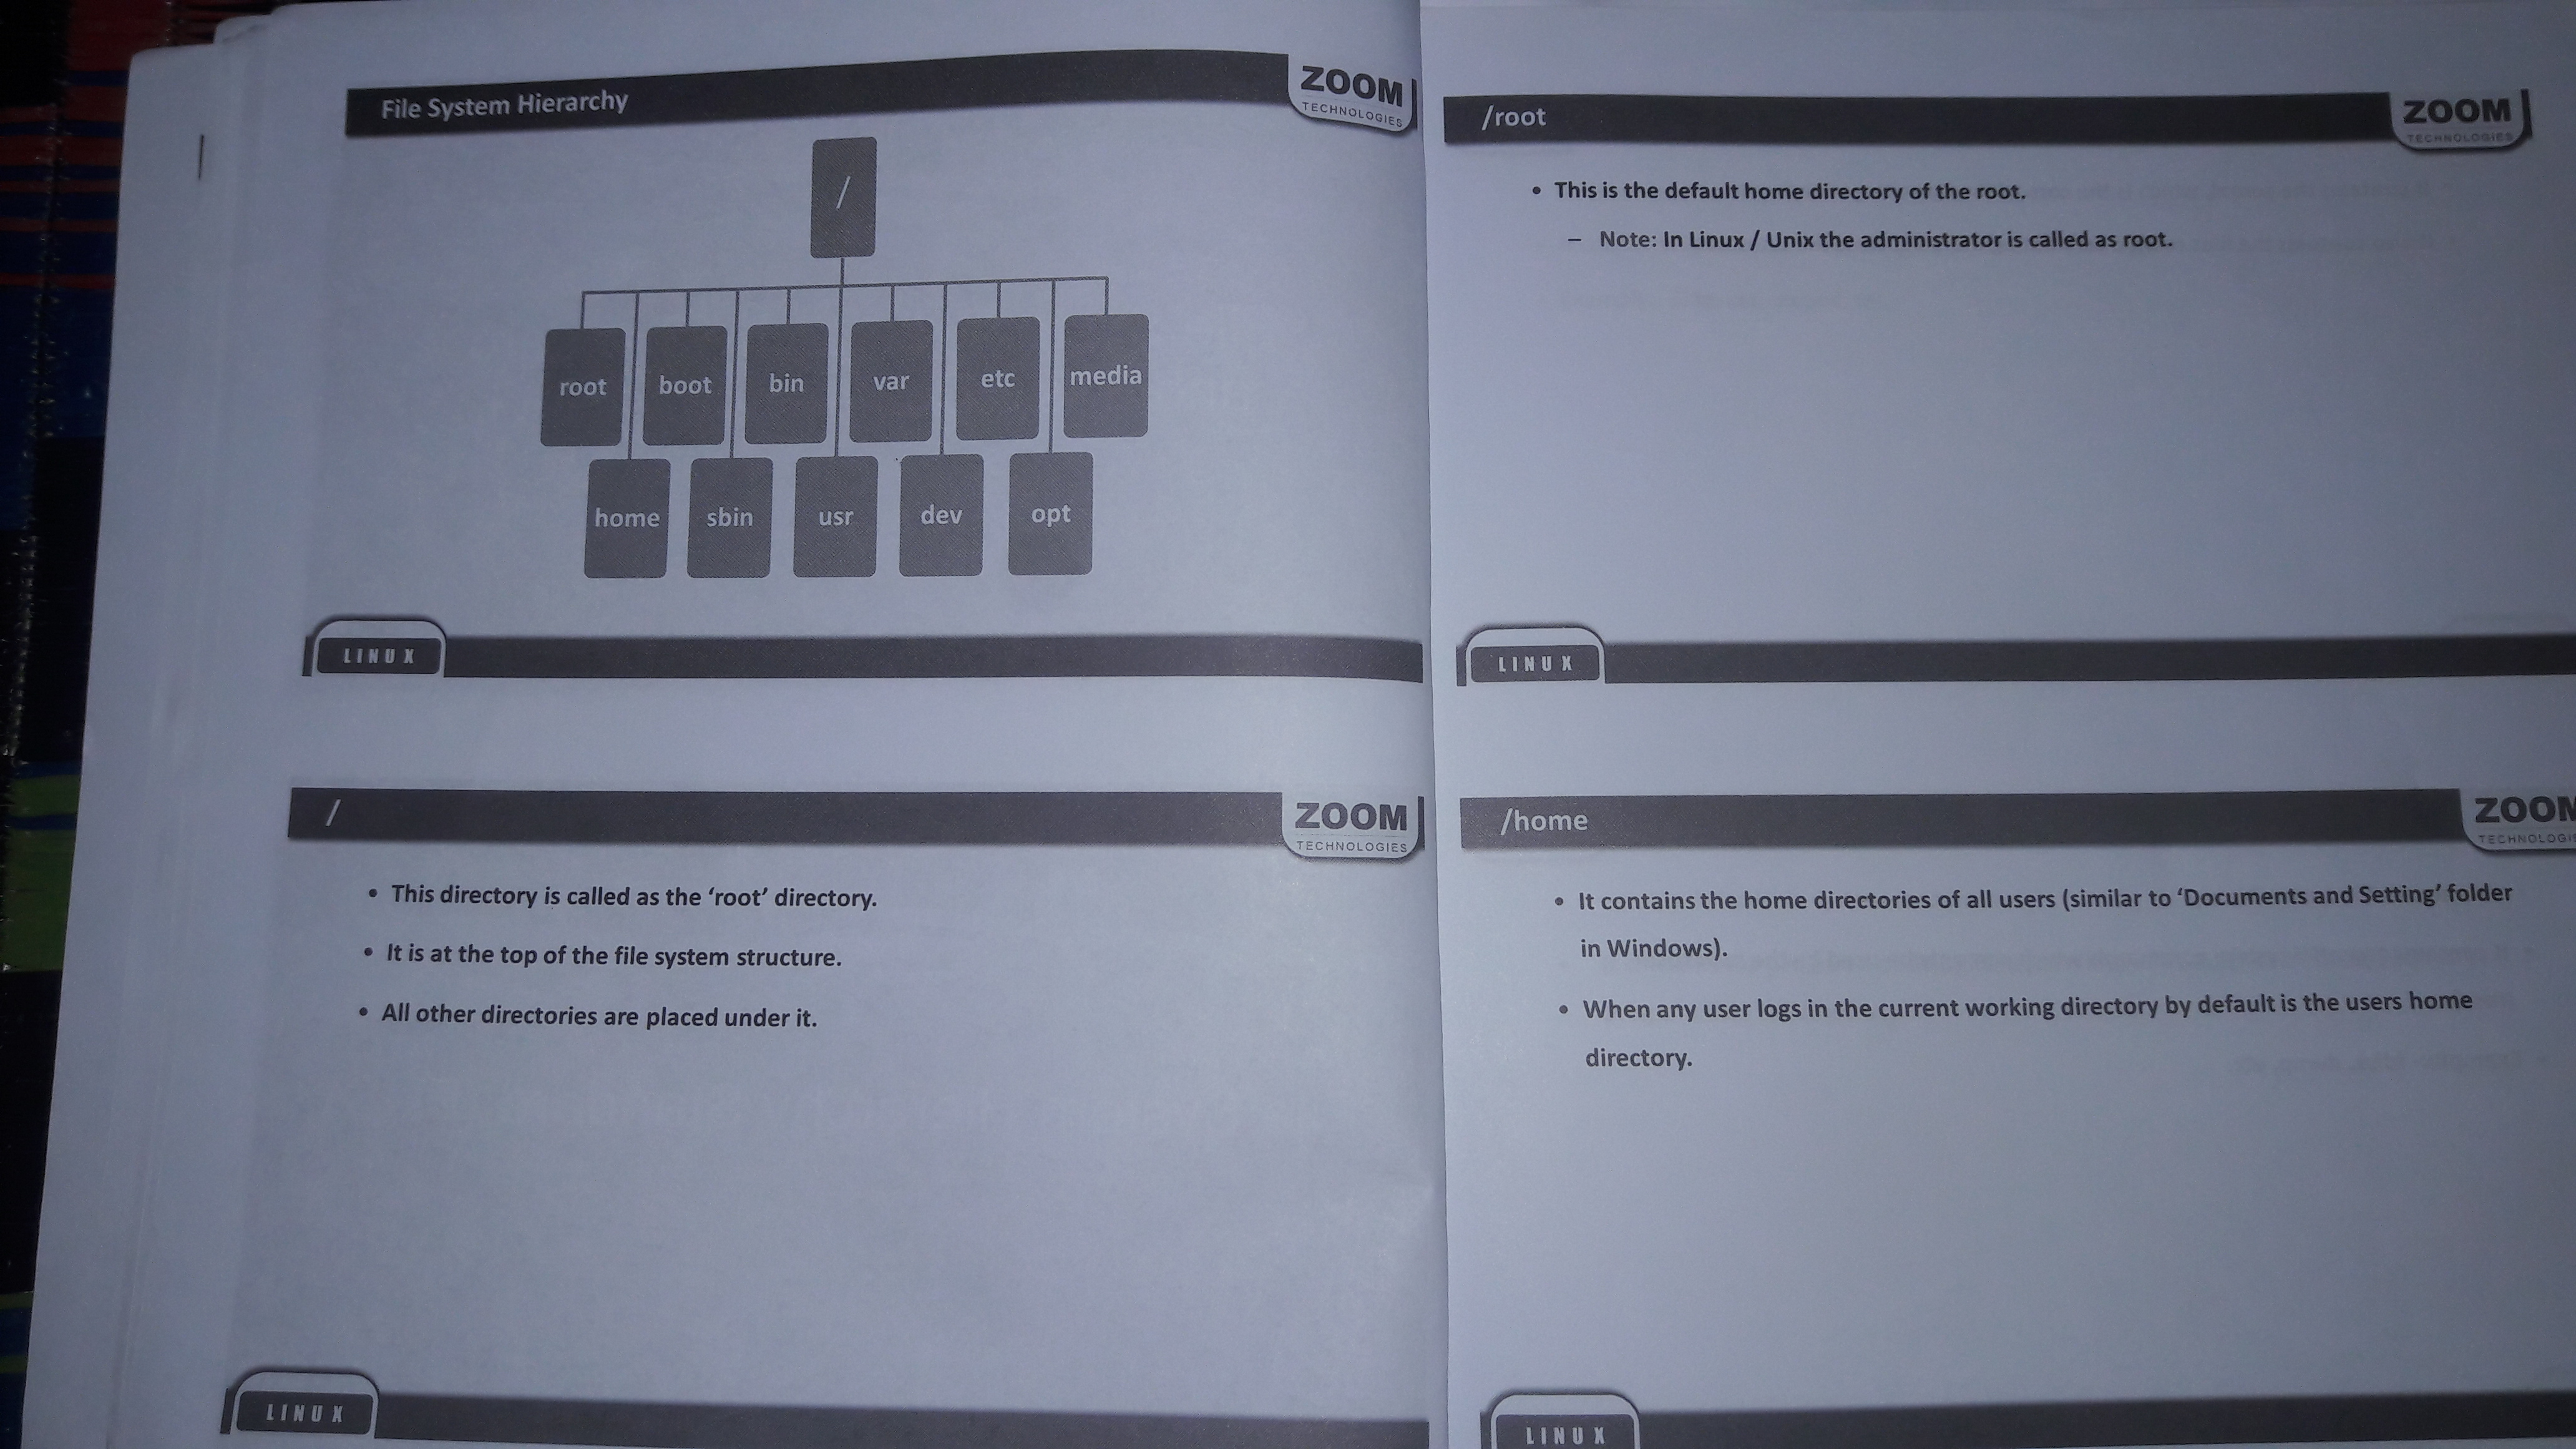 File System Hierarchy
ZOOM
TECHNOLOGIES
/
root
boot
bin
var
etc
media
home
sbin
usr
dev
opt
LINUX
/
ZOOM
TECHNOLOGIES
• This directory is called as the ‘root’ directory.
• It is at the top of the file system structure.
• All other directories are placed under it.
LINUX
/root
ZOOM
TECHNOLOGIES
• This is the default home directory of the root.
– Note: In Linux / Unix the administrator is called as root.
LINUX
/home
ZOOM
TECHNOLOGIE
• It contains the home directories of all users (similar to ‘Documents and Setting’ folder
in Windows).
• When any user logs in the current working directory by default is the users home
directory.
LINUX